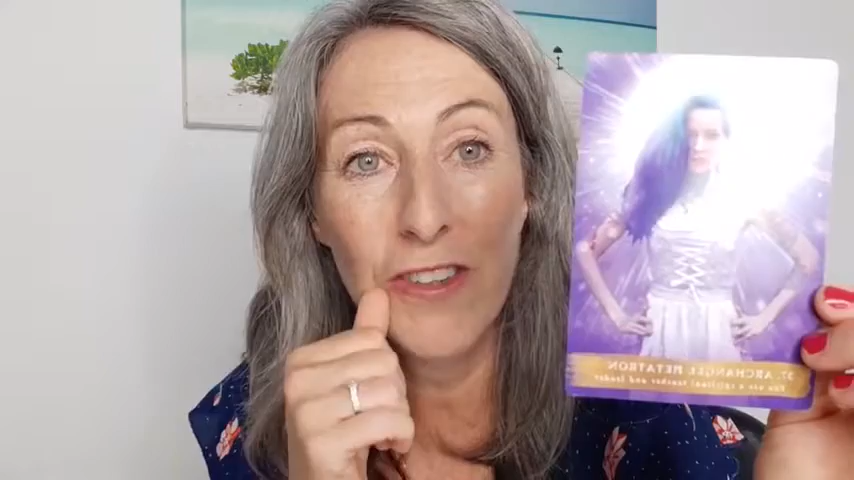 37. ARCHANGEL METATRON
You are a spiritual teacher and leader